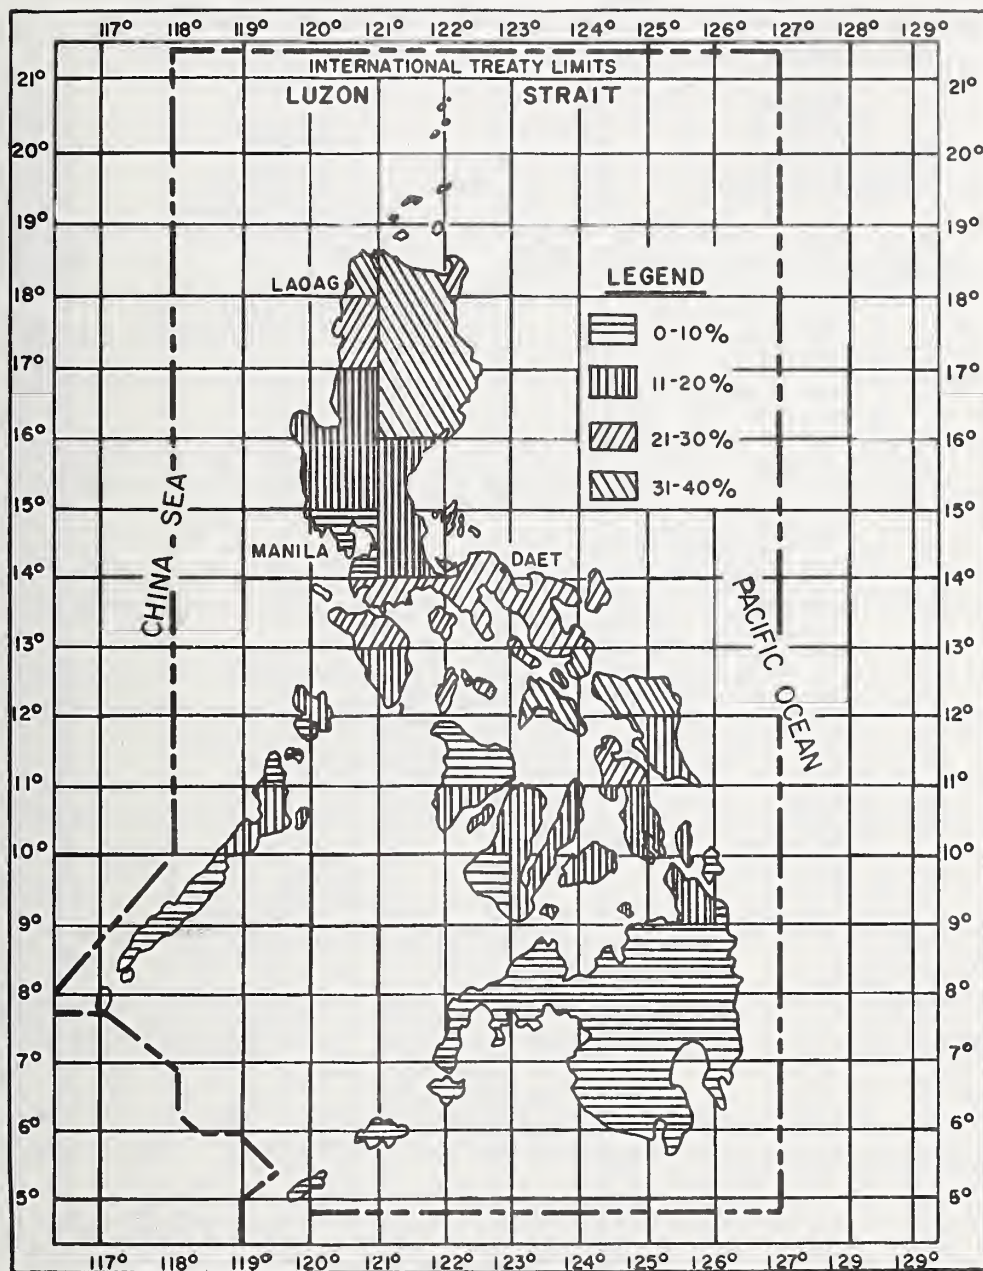 117° 118° 119° 120° 121° 122° 123° 124° 125° 126° 127° 129° 129°
INTERNATIONAL TREATY LIMITS
21° 21°
LUZON STRAIT
20° 20°
19° 19°
LAOAG
LEGEND
18° 18°
0-10%
17° 17°
11-20%
16° 16°
21-30%
31-40%
15° 15°
MANILA
DAET
14° 14°
CHINA SEA
PACIFIC OCEAN
13° 13°
12° 12°
11° 11°
10° 10°
9° 9°
8° 8°
7° 7°
6° 6°
5° 5°
117° 118° 119° 120° 121° 122° 123° 124° 125° 126° 127° 129° 129°